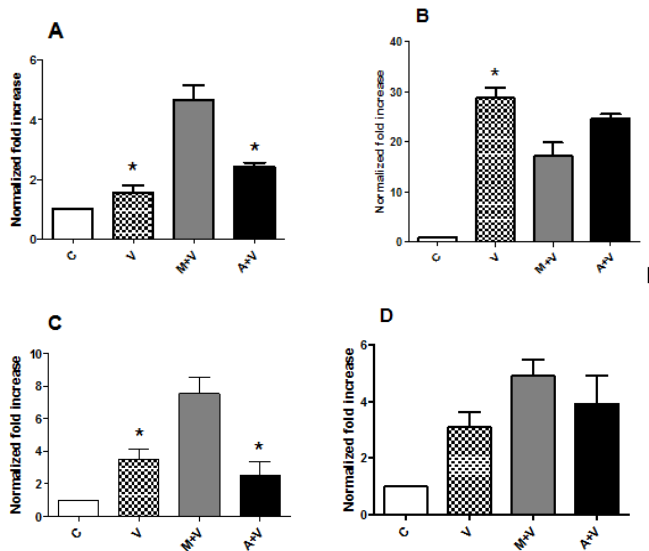 A
Normalized fold increase
6
4
2
0
*
*
C
V
M+V
A+V
B
Normalized fold increase
40
30
20
10
0
*
C
V
M+V
A+V
C
Normalized fold increase
10
8
6
4
2
0
*
*
C
V
M+V
A+V
D
Normalized fold increase
6
4
2
0
C
V
M+V
A+V